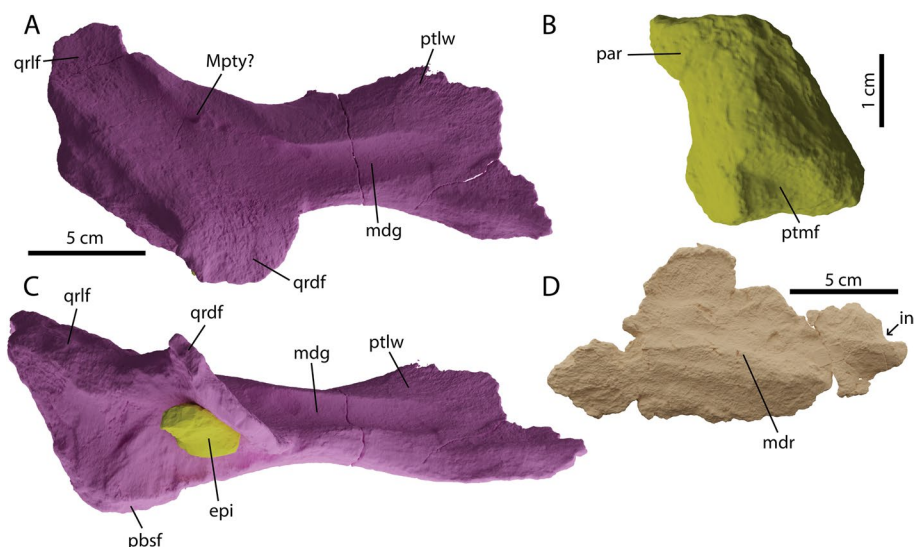 A
qrlf
Mpty?
ptlw
mdg
qrdf
5 cm
B
par
1 cm
ptmf
C
qrlf
qrdf
mdg
ptlw
epi
pbsf
D
5 cm
in
mdr